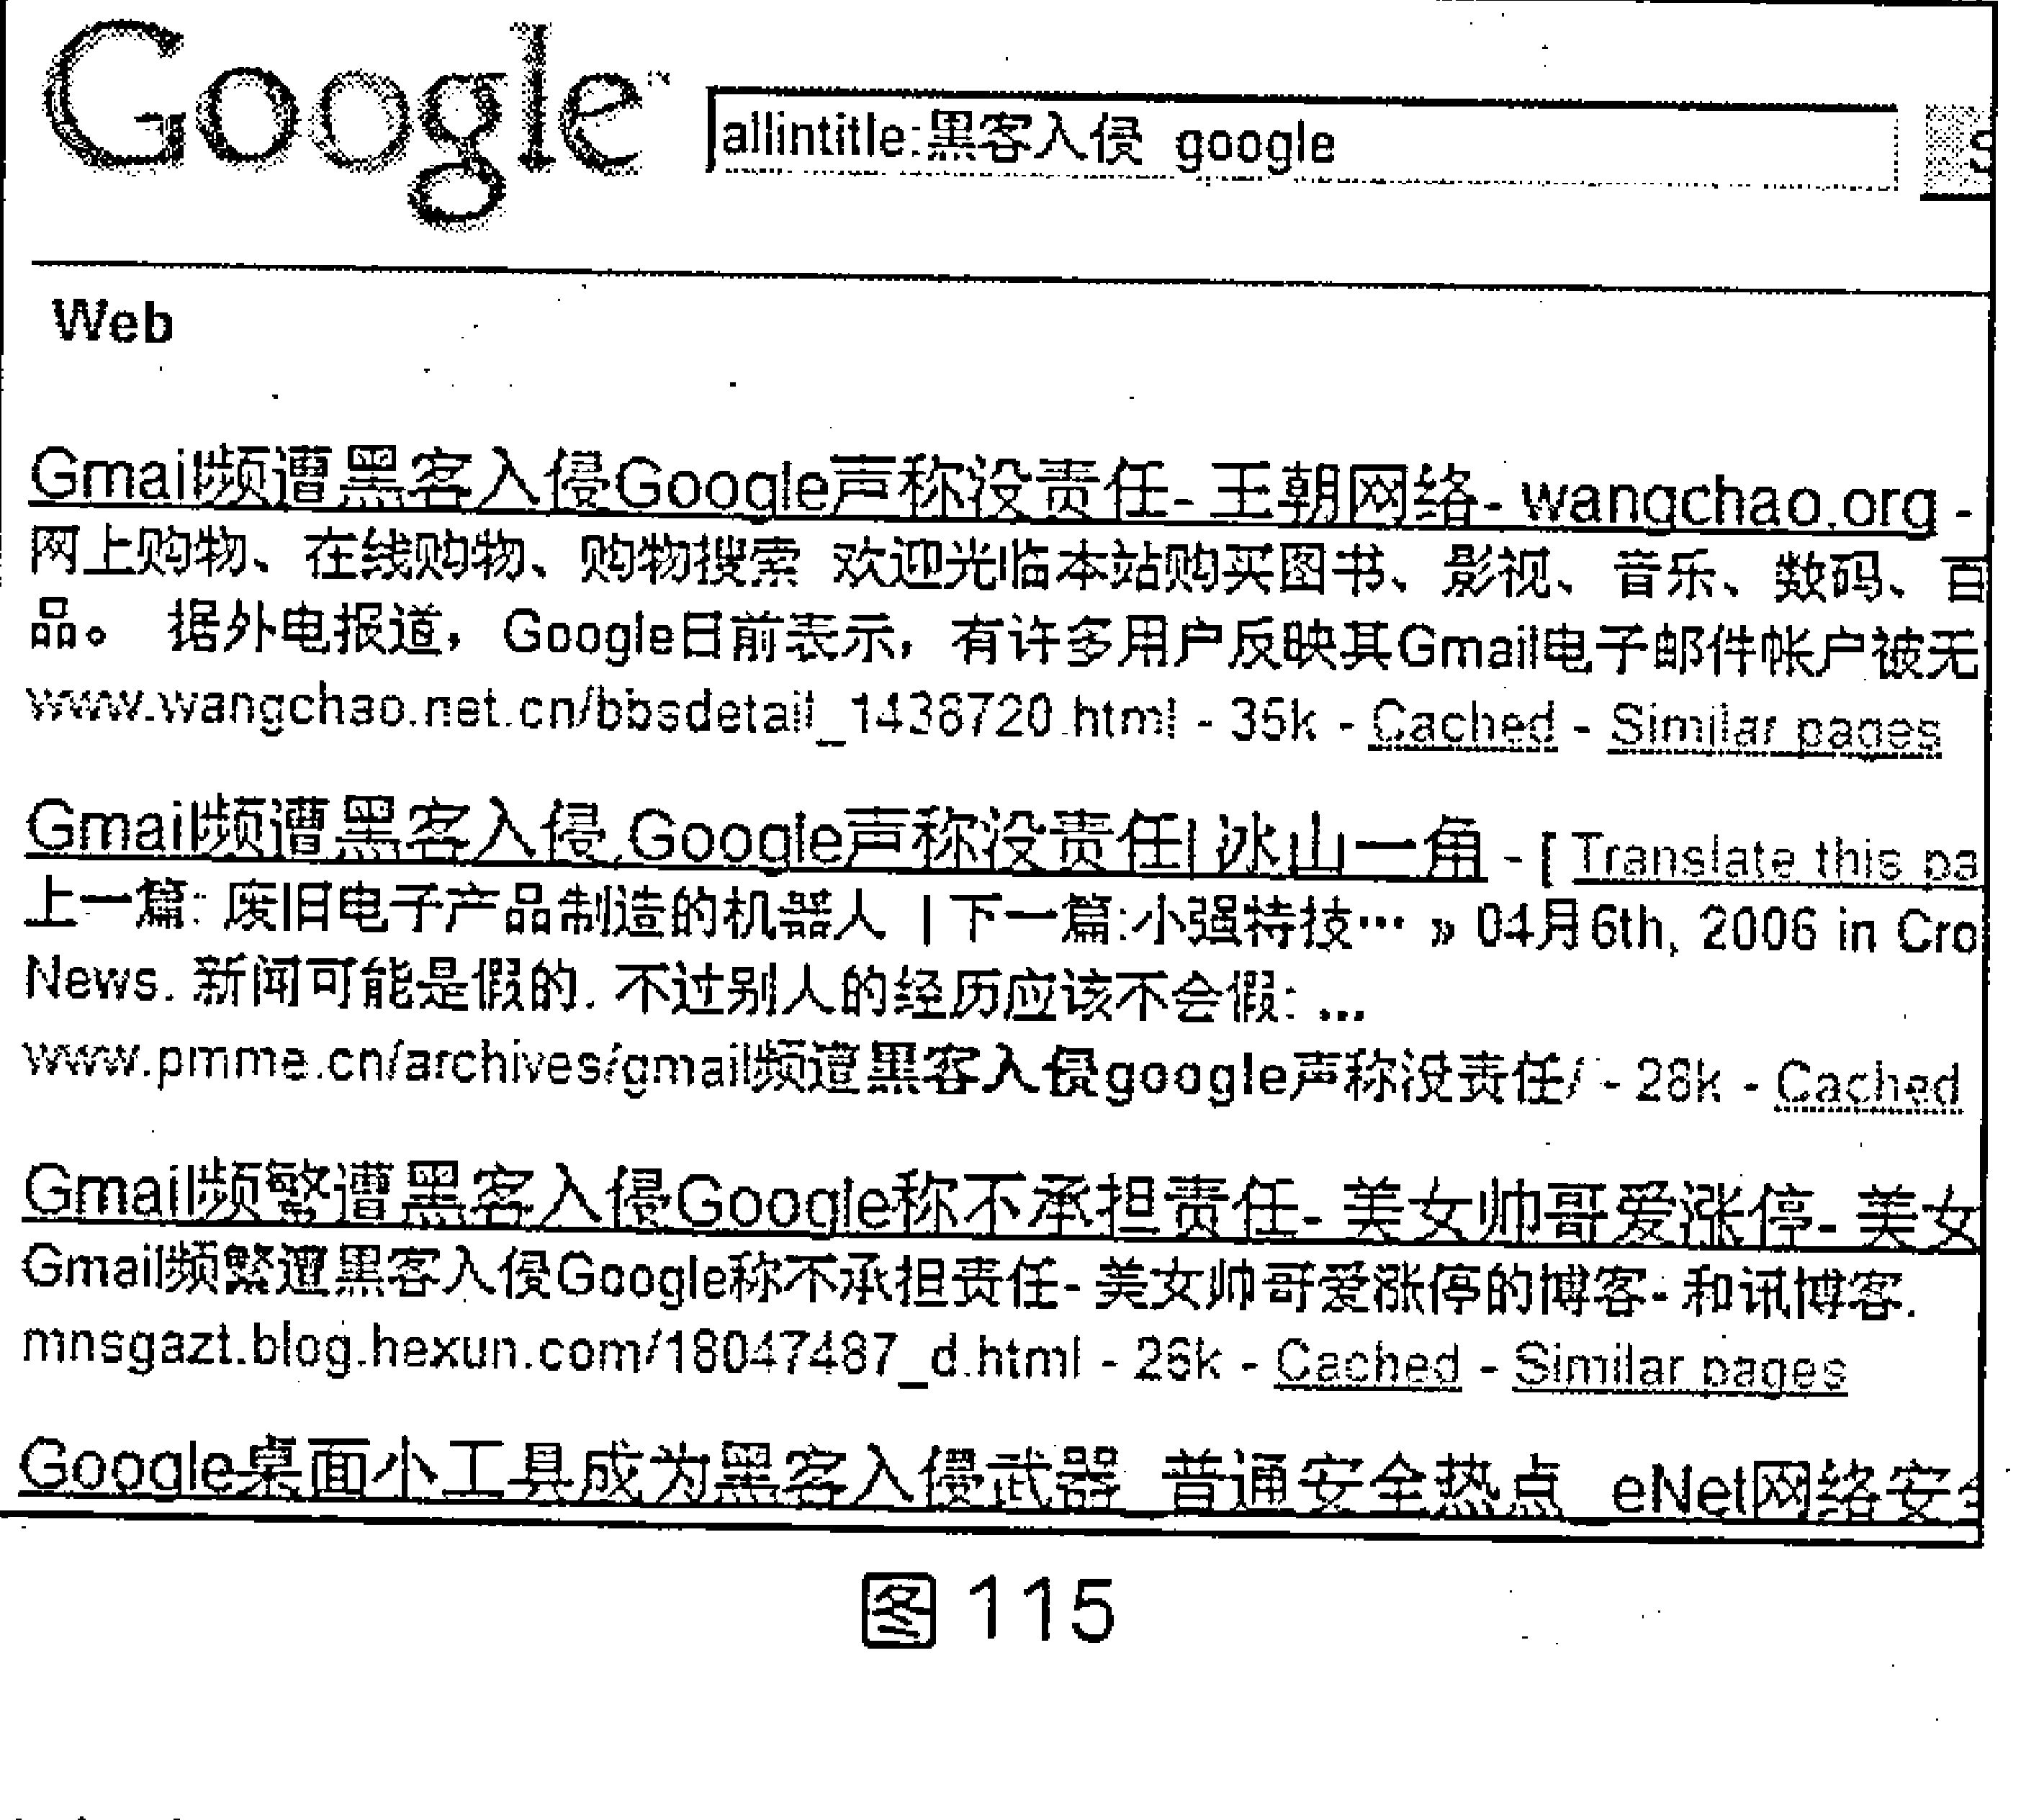 Google
allintitle:黑客入侵 google
Web
Gmail频遭黑客入侵Google声称没责任- 王朝网络- wangchao.org -
网上购物、在线购物、购物搜索 欢迎光临本站购买图书、影视、音乐、数码、百
品。 据外电报道，Google日前表示，有许多用户反映其Gmail电子邮件帐户被无
www.wangchao.net.cn/bbsdetail_1438720.html - 35k - Cached - Similar pages
Gmail频遭黑客入侵,Google声称没责任| 冰山一角 - [ Translate this pa
上一篇: 废旧电子产品制造的机器人 | 下一篇:小强特技… » 04月6th, 2006 in Cro
News. 新闻可能是假的. 不过别人的经历应该不会假: ...
www.pmme.cn/archives/gmail频遭黑客入侵google声称没责任/ - 28k - Cached
Gmail频繁遭黑客入侵Google称不承担责任- 美女帅哥爱涨停- 美女
Gmail频繁遭黑客入侵Google称不承担责任- 美女帅哥爱涨停的博客- 和讯博客.
mnsgazt.blog.hexun.com/18047487_d.html - 26k - Cached - Similar pages
Google桌面小工具成为黑客入侵武器_普通安全热点_eNet网络安全
图 115